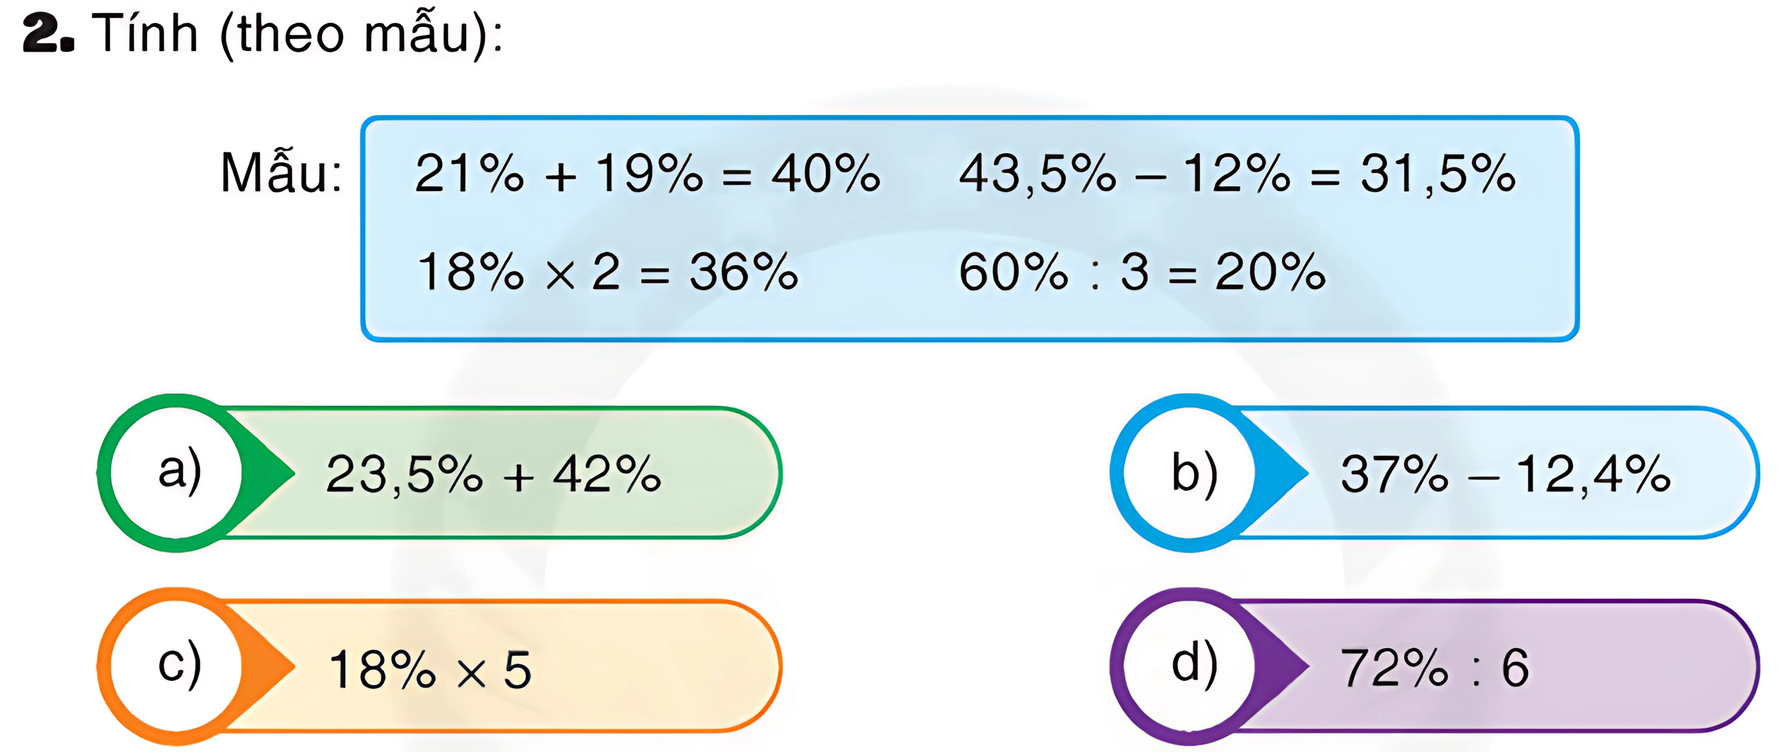 2. Tính (theo mẫu):
Mẫu:
21% + 19% = 40% 43,5% – 12% = 31,5%
18% × 2 = 36% 60% : 3 = 20%
a) 23,5% + 42%
b) 37% – 12,4%
c) 18% × 5
d) 72% : 6